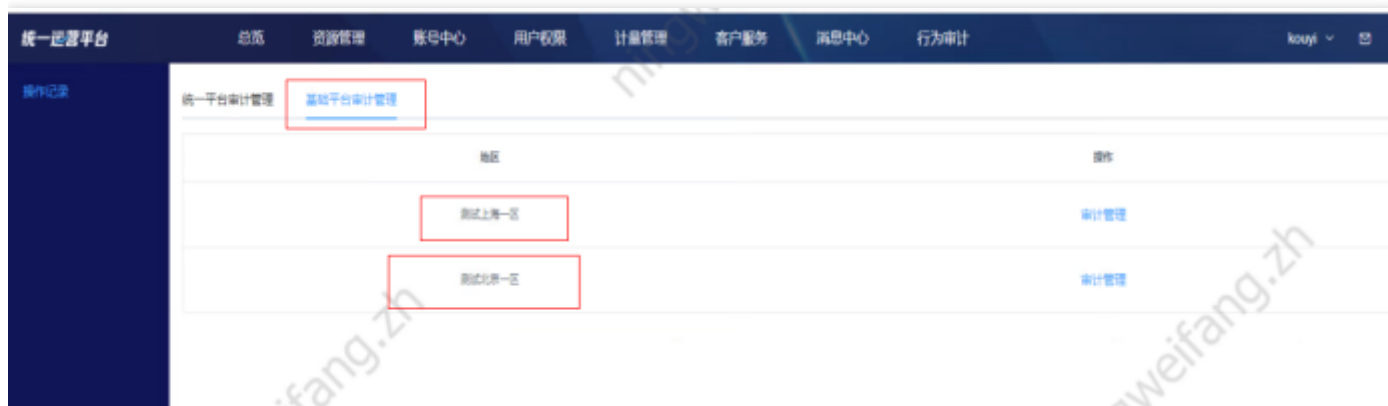 统一运营平台 总览 资源管理 账号中心 用户权限 计量管理 客户服务 消息中心 行为审计 kouyi
操作记录
统一平台审计管理 基础平台审计管理
地区 操作
测试上海一区 审计管理
测试北京一区 审计管理
eifang.zh
gweifang.zh